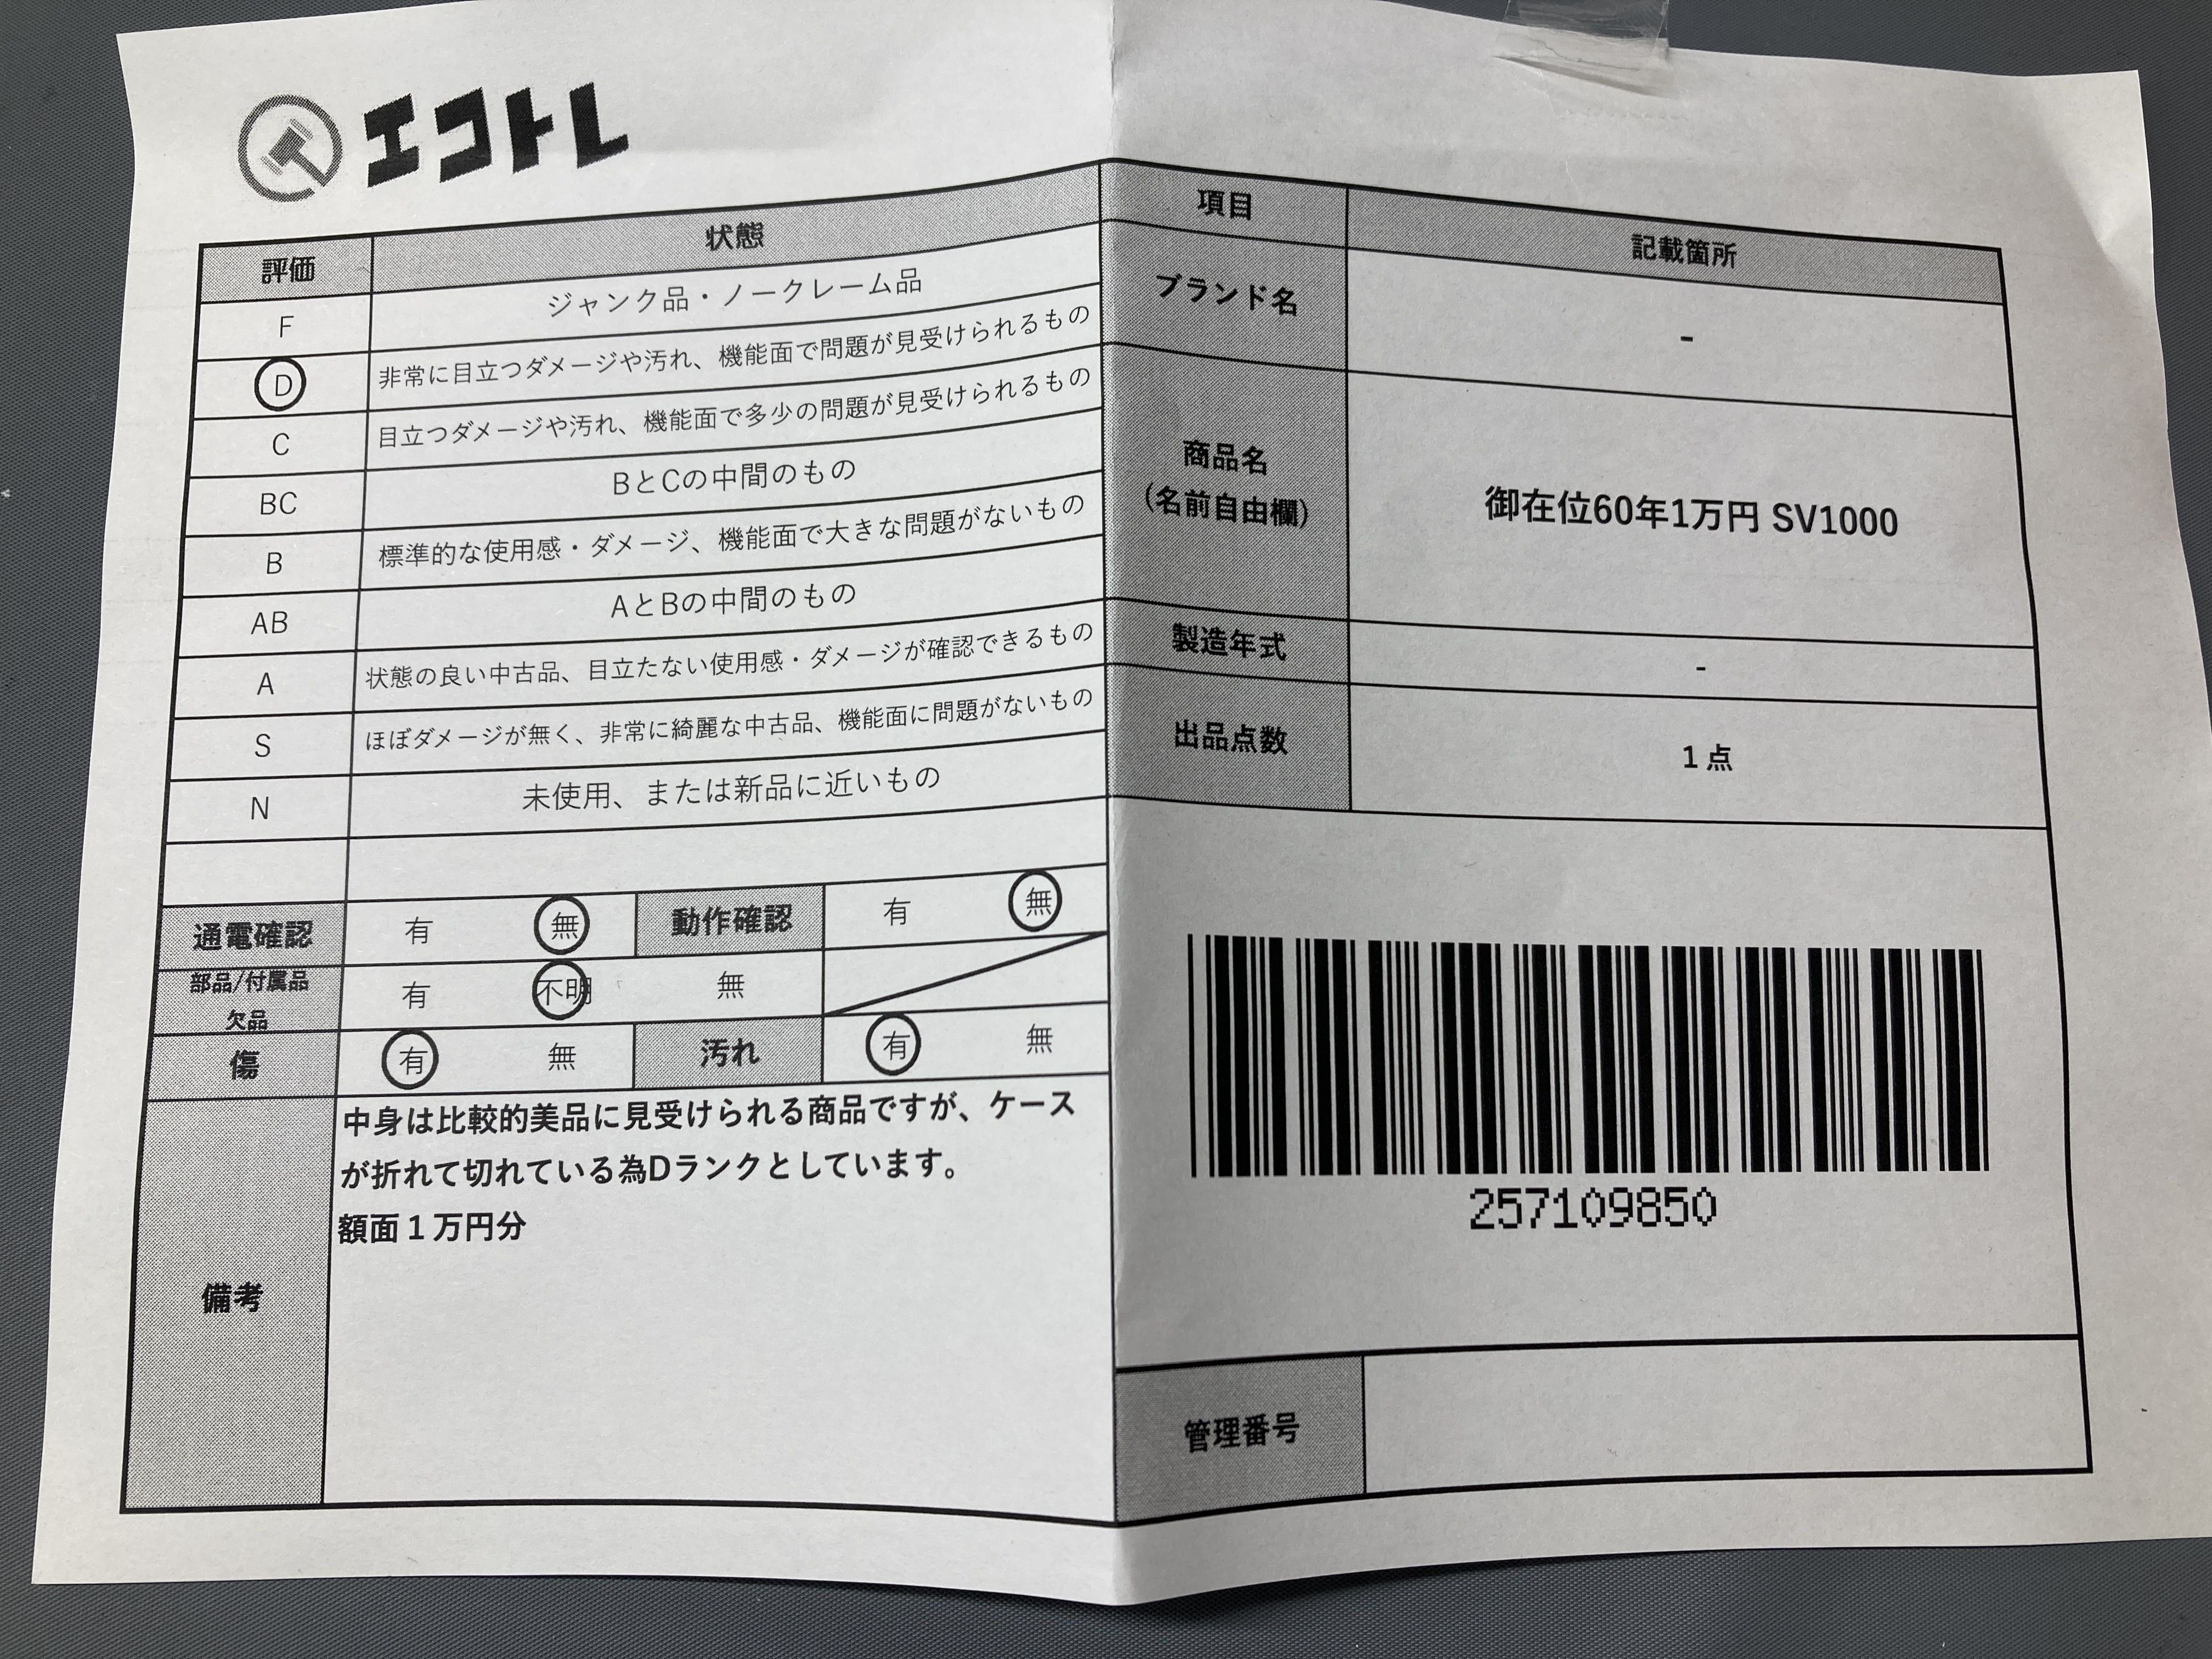 エコトレ
評価 状態
F ジャンク品・ノークレーム品
D 非常に目立つダメージや汚れ、機能面で問題が見受けられるもの
C 目立つダメージや汚れ、機能面で多少の問題が見受けられるもの
BC BとCの中間のもの
B 標準的な使用感・ダメージ、機能面で大きな問題がないもの
AB AとBの中間のもの
A 状態の良い中古品、目立たない使用感・ダメージが確認できるもの
S ほぼダメージが無く、非常に綺麗な中古品、機能面に問題がないもの
N 未使用、または新品に近いもの
通電確認 有 無 動作確認 有 無
部品/付属品
欠品
有 不明 無
傷 有 無 汚れ 有 無
備考
中身は比較的美品に見受けられる商品ですが、ケース
が折れて切れている為Dランクとしています。
額面１万円分
項目 記載箇所
ブランド名 -
商品名
（名前自由欄）
御在位60年1万円 SV1000
製造年式 -
出品点数 1点
257109850
管理番号